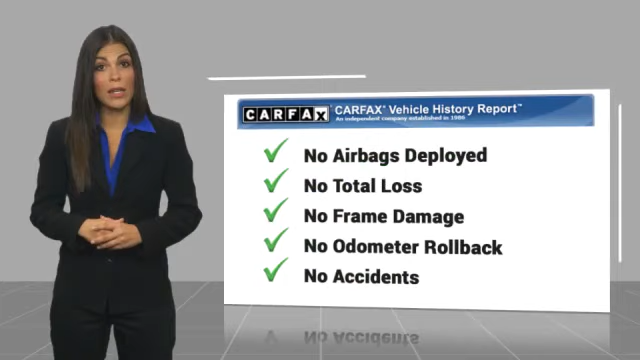 CARFAX CARFAX® Vehicle History Report™
An independent company established in 1986
No Airbags Deployed
No Total Loss
No Frame Damage
No Odometer Rollback
No Accidents